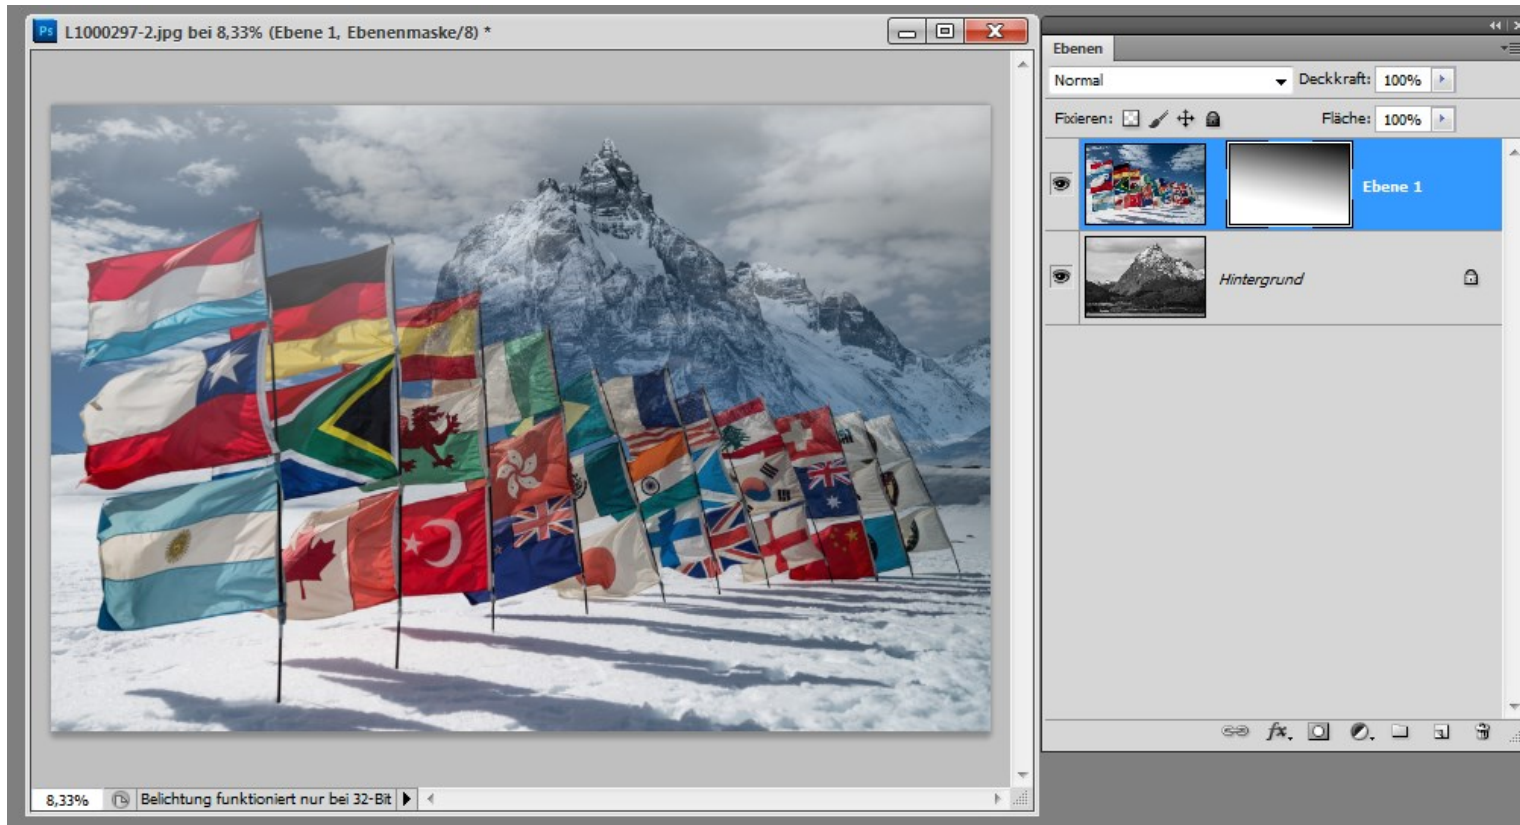 Ps L1000297-2.jpg bei 8,33% (Ebene 1, Ebenenmaske/8) *
Ebenen
Normal Deckkraft: 100%
Fixieren: Fläche: 100%
Ebene 1
Hintergrund
fx.
8,33% Belichtung funktioniert nur bei 32-Bit